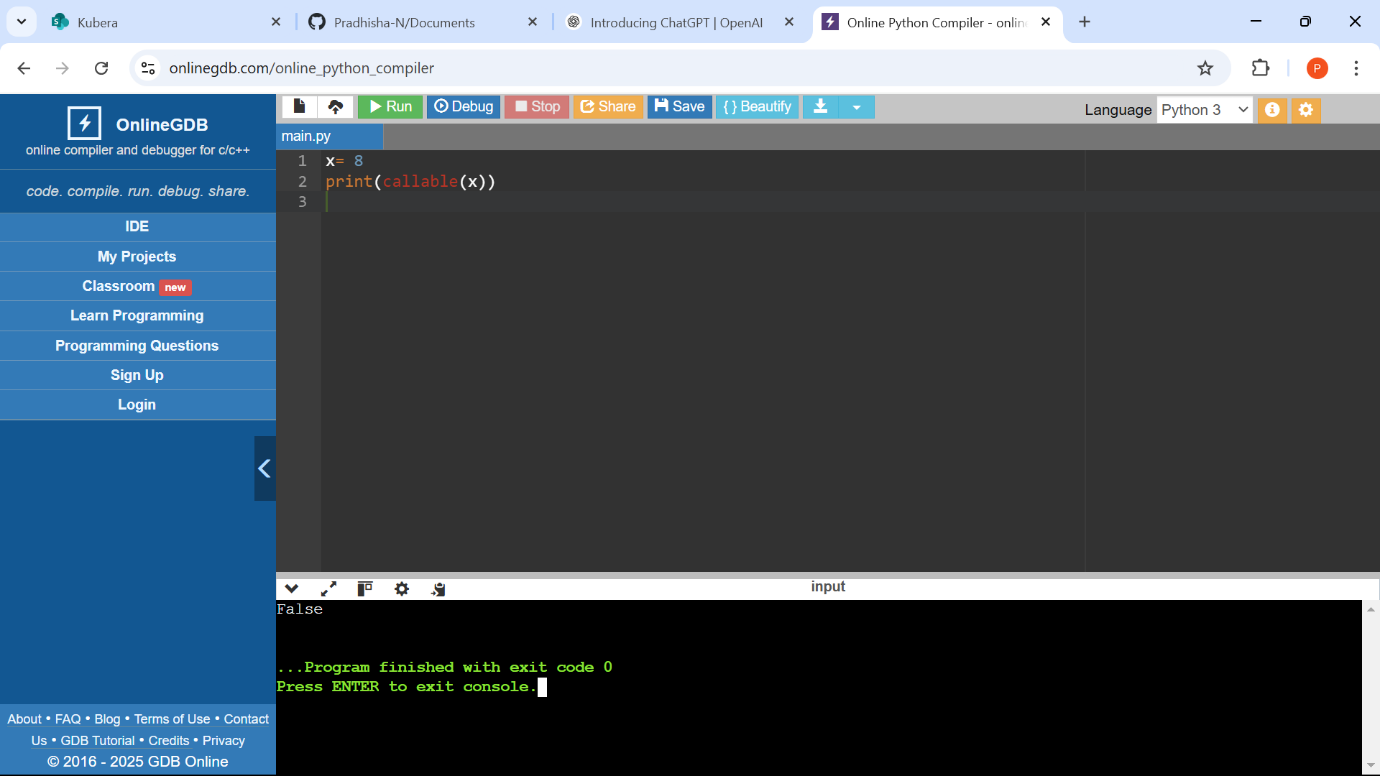 Kubera
Pradhisha-N/Documents
Introducing ChatGPT | OpenAI
Online Python Compiler - onlin
P
onlinegdb.com/online_python_compiler
OnlineGDB
online compiler and debugger for c/c++
code. compile. run. debug. share.
IDE
My Projects
Classroom new
Learn Programming
Programming Questions
Sign Up
Login
About • FAQ • Blog • Terms of Use • Contact
Us • GDB Tutorial • Credits • Privacy
© 2016 - 2025 GDB Online
Run Debug Stop Share Save { } Beautify
Language Python 3
main.py
1 x= 8
2 print(callable(x))
3
input
False
...Program finished with exit code 0
Press ENTER to exit console.